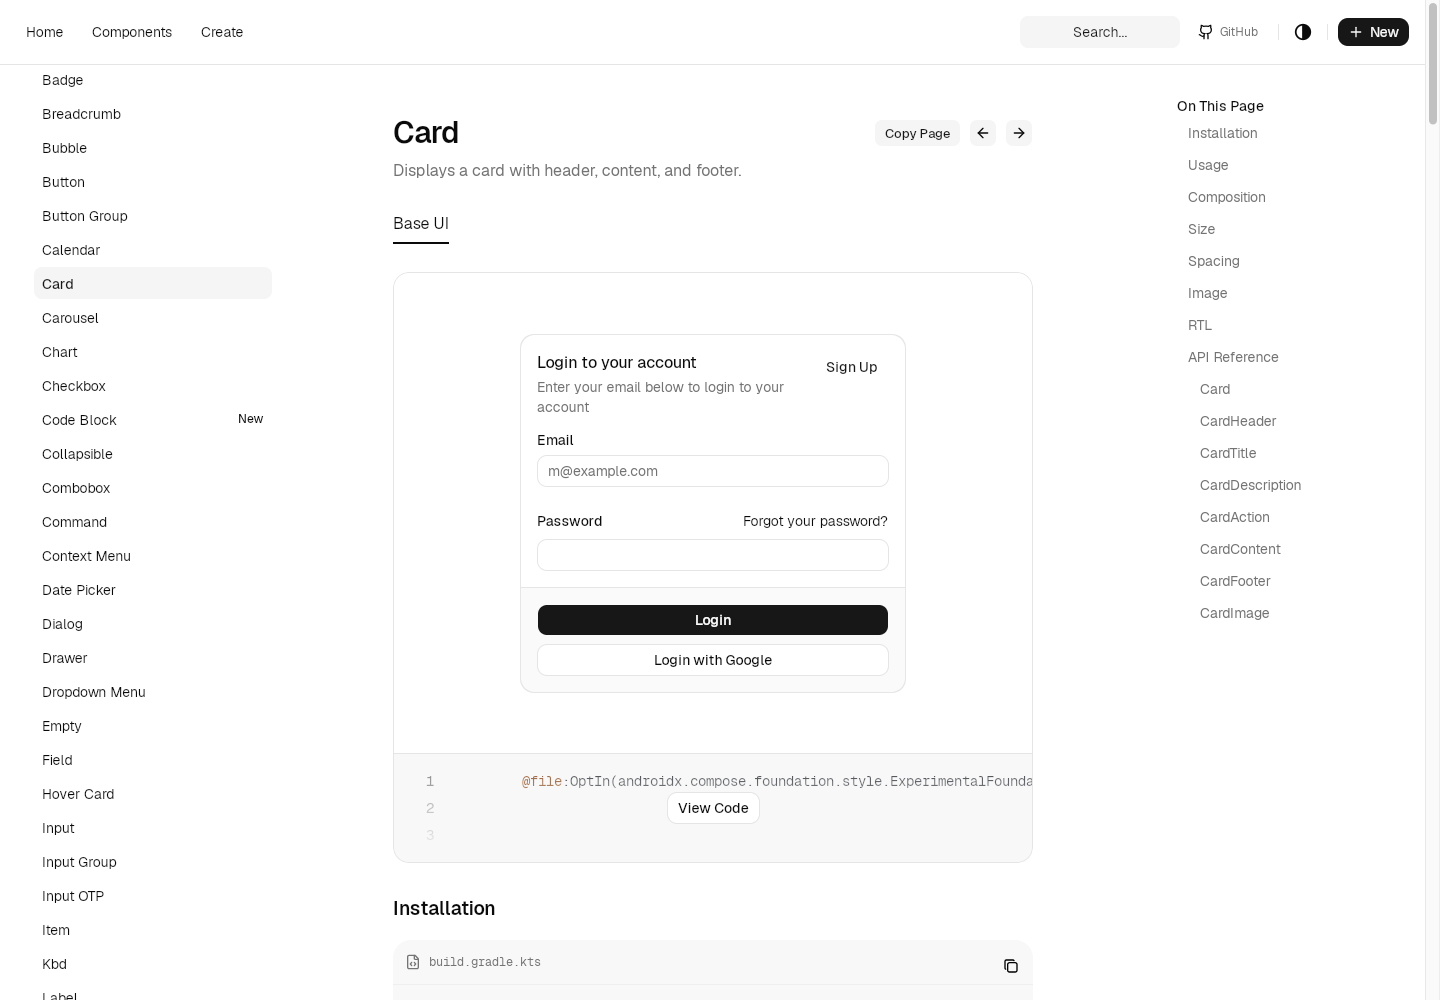 Home
Components
Create
Search...
GitHub
New
Badge
Breadcrumb
Bubble
Button
Button Group
Calendar
Card
Carousel
Chart
Checkbox
Code Block
New
Collapsible
Combobox
Command
Context Menu
Date Picker
Dialog
Drawer
Dropdown Menu
Empty
Field
Hover Card
Input
Input Group
Input OTP
Item
Kbd
Label
Card
Copy Page
Displays a card with header, content, and footer.
Base UI
Login to your account
Sign Up
Enter your email below to login to your
account
Email
m@example.com
Password
Forgot your password?
Login
Login with Google
1 @file:OptIn(androidx.compose.foundation.style.ExperimentalFounda
2
View Code
3
Installation
build.gradle.kts
On This Page
Installation
Usage
Composition
Size
Spacing
Image
RTL
API Reference
Card
CardHeader
CardTitle
CardDescription
CardAction
CardContent
CardFooter
CardImage